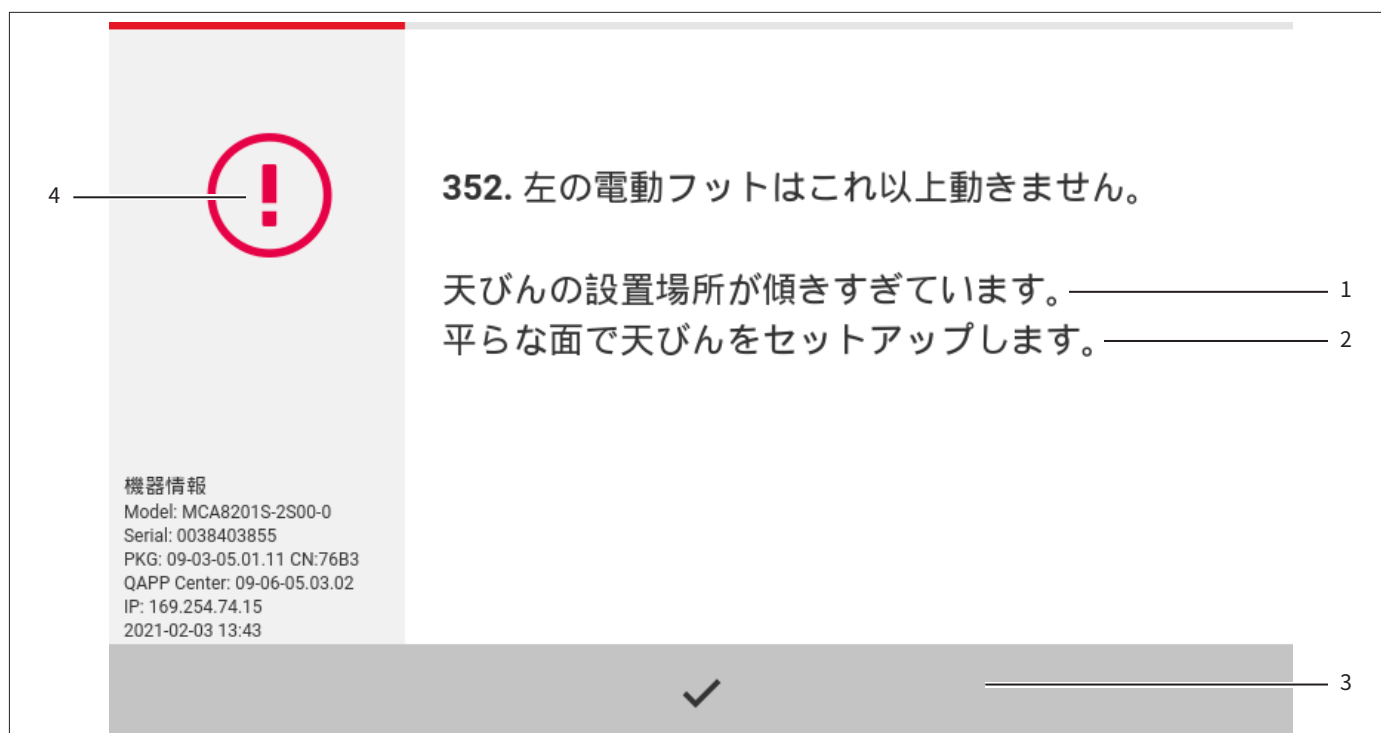 4
352. 左の電動フットはこれ以上動きません。
天びんの設置場所が傾きすぎています。
1
平らな面で天びんをセットアップします。
2
機器情報
Model: MCA8201S-2S00-0
Serial: 0038403855
PKG: 09-03-05.01.11 CN:76B3
QAPP Center: 09-06-05.03.02
IP: 169.254.74.15
2021-02-03 13:43
3